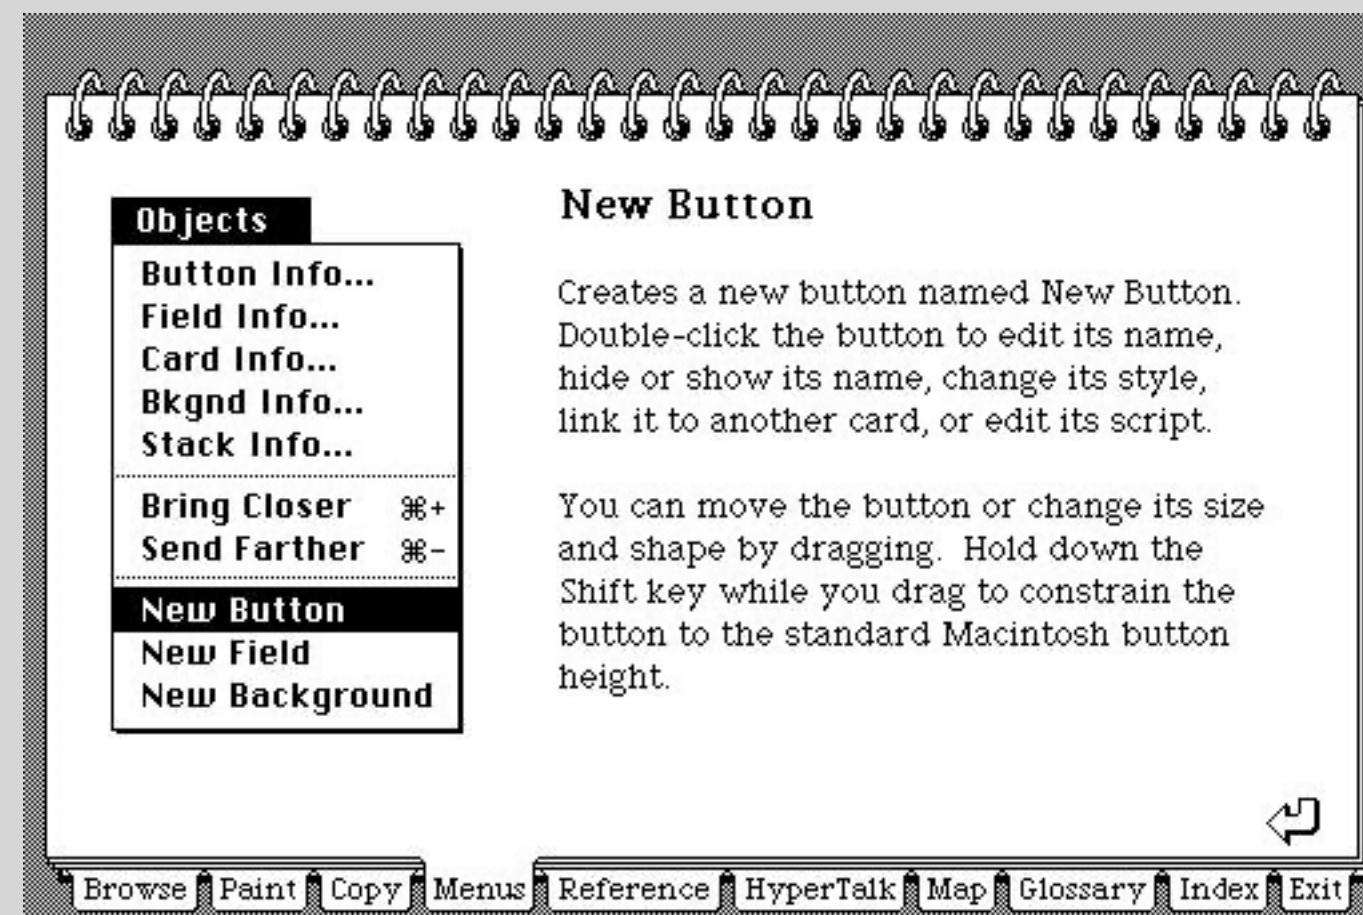 Objects
Button Info...
Field Info...
Card Info...
Bkgnd Info...
Stack Info...
Bring Closer ⌘+
Send Farther ⌘-
New Button
New Field
New Background
New Button
Creates a new button named New Button.
Double-click the button to edit its name,
hide or show its name, change its style,
link it to another card, or edit its script.
You can move the button or change its size
and shape by dragging. Hold down the
Shift key while you drag to constrain the
button to the standard Macintosh button
height.
Browse Paint Copy Menus Reference HyperTalk Map Glossary Index Exit